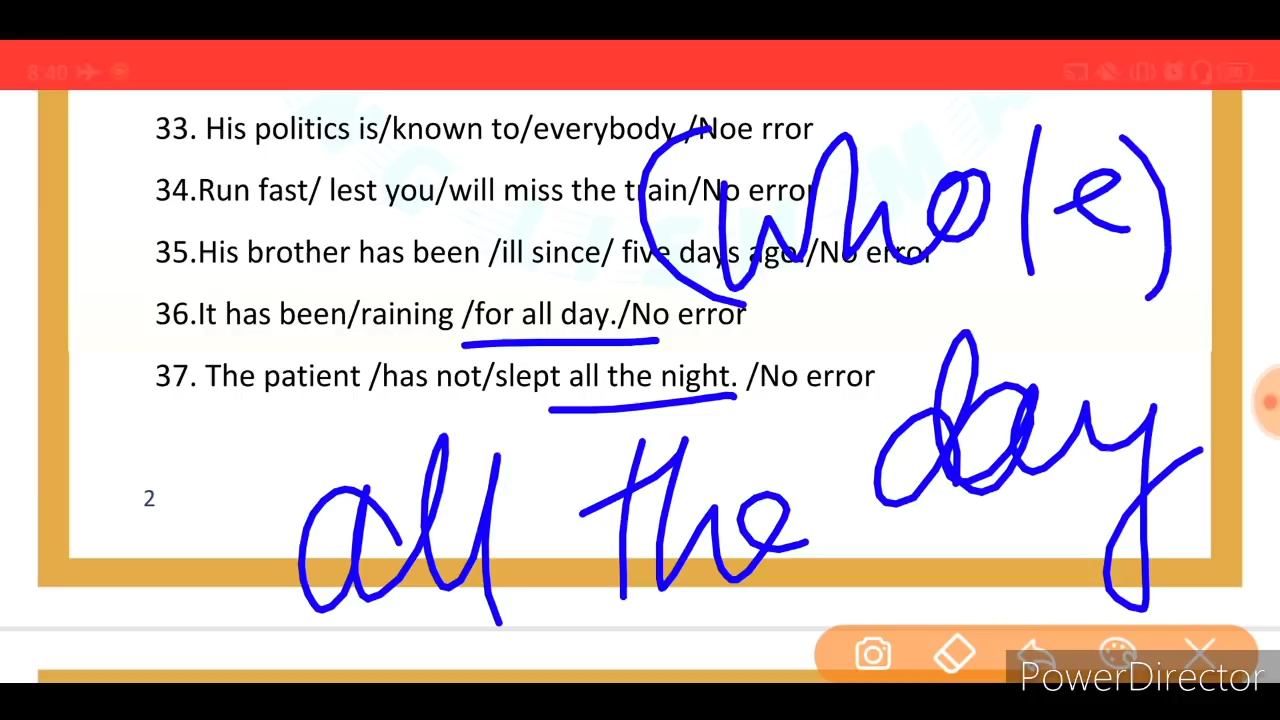 8:40
33. His politics is/known to/everybody /Noe rror
34.Run fast/ lest you/will miss the train/No error
35.His brother has been /ill since/ five days ago./No error
36.It has been/raining /for all day./No error
37. The patient /has not/slept all the night. /No error
(whole)
all the day
2
PowerDirector